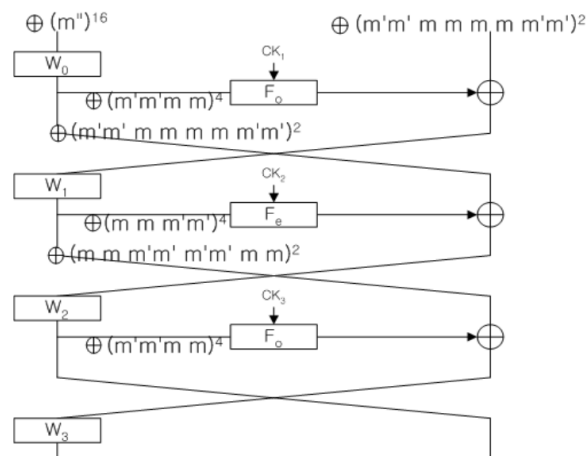 ⊕ (m")¹⁶ ⊕ (m'm' m m m m m'm')²
W₀
CK₁
⊕ (m'm'm m)⁴ F₀
⊕ (m'm' m m m m m'm')²
W₁
CK₂
⊕ (m m m'm')⁴ Fₑ
⊕ (m m m'm' m'm' m m)²
W₂
CK₃
⊕ (m'm'm m)⁴ F₀
W₃